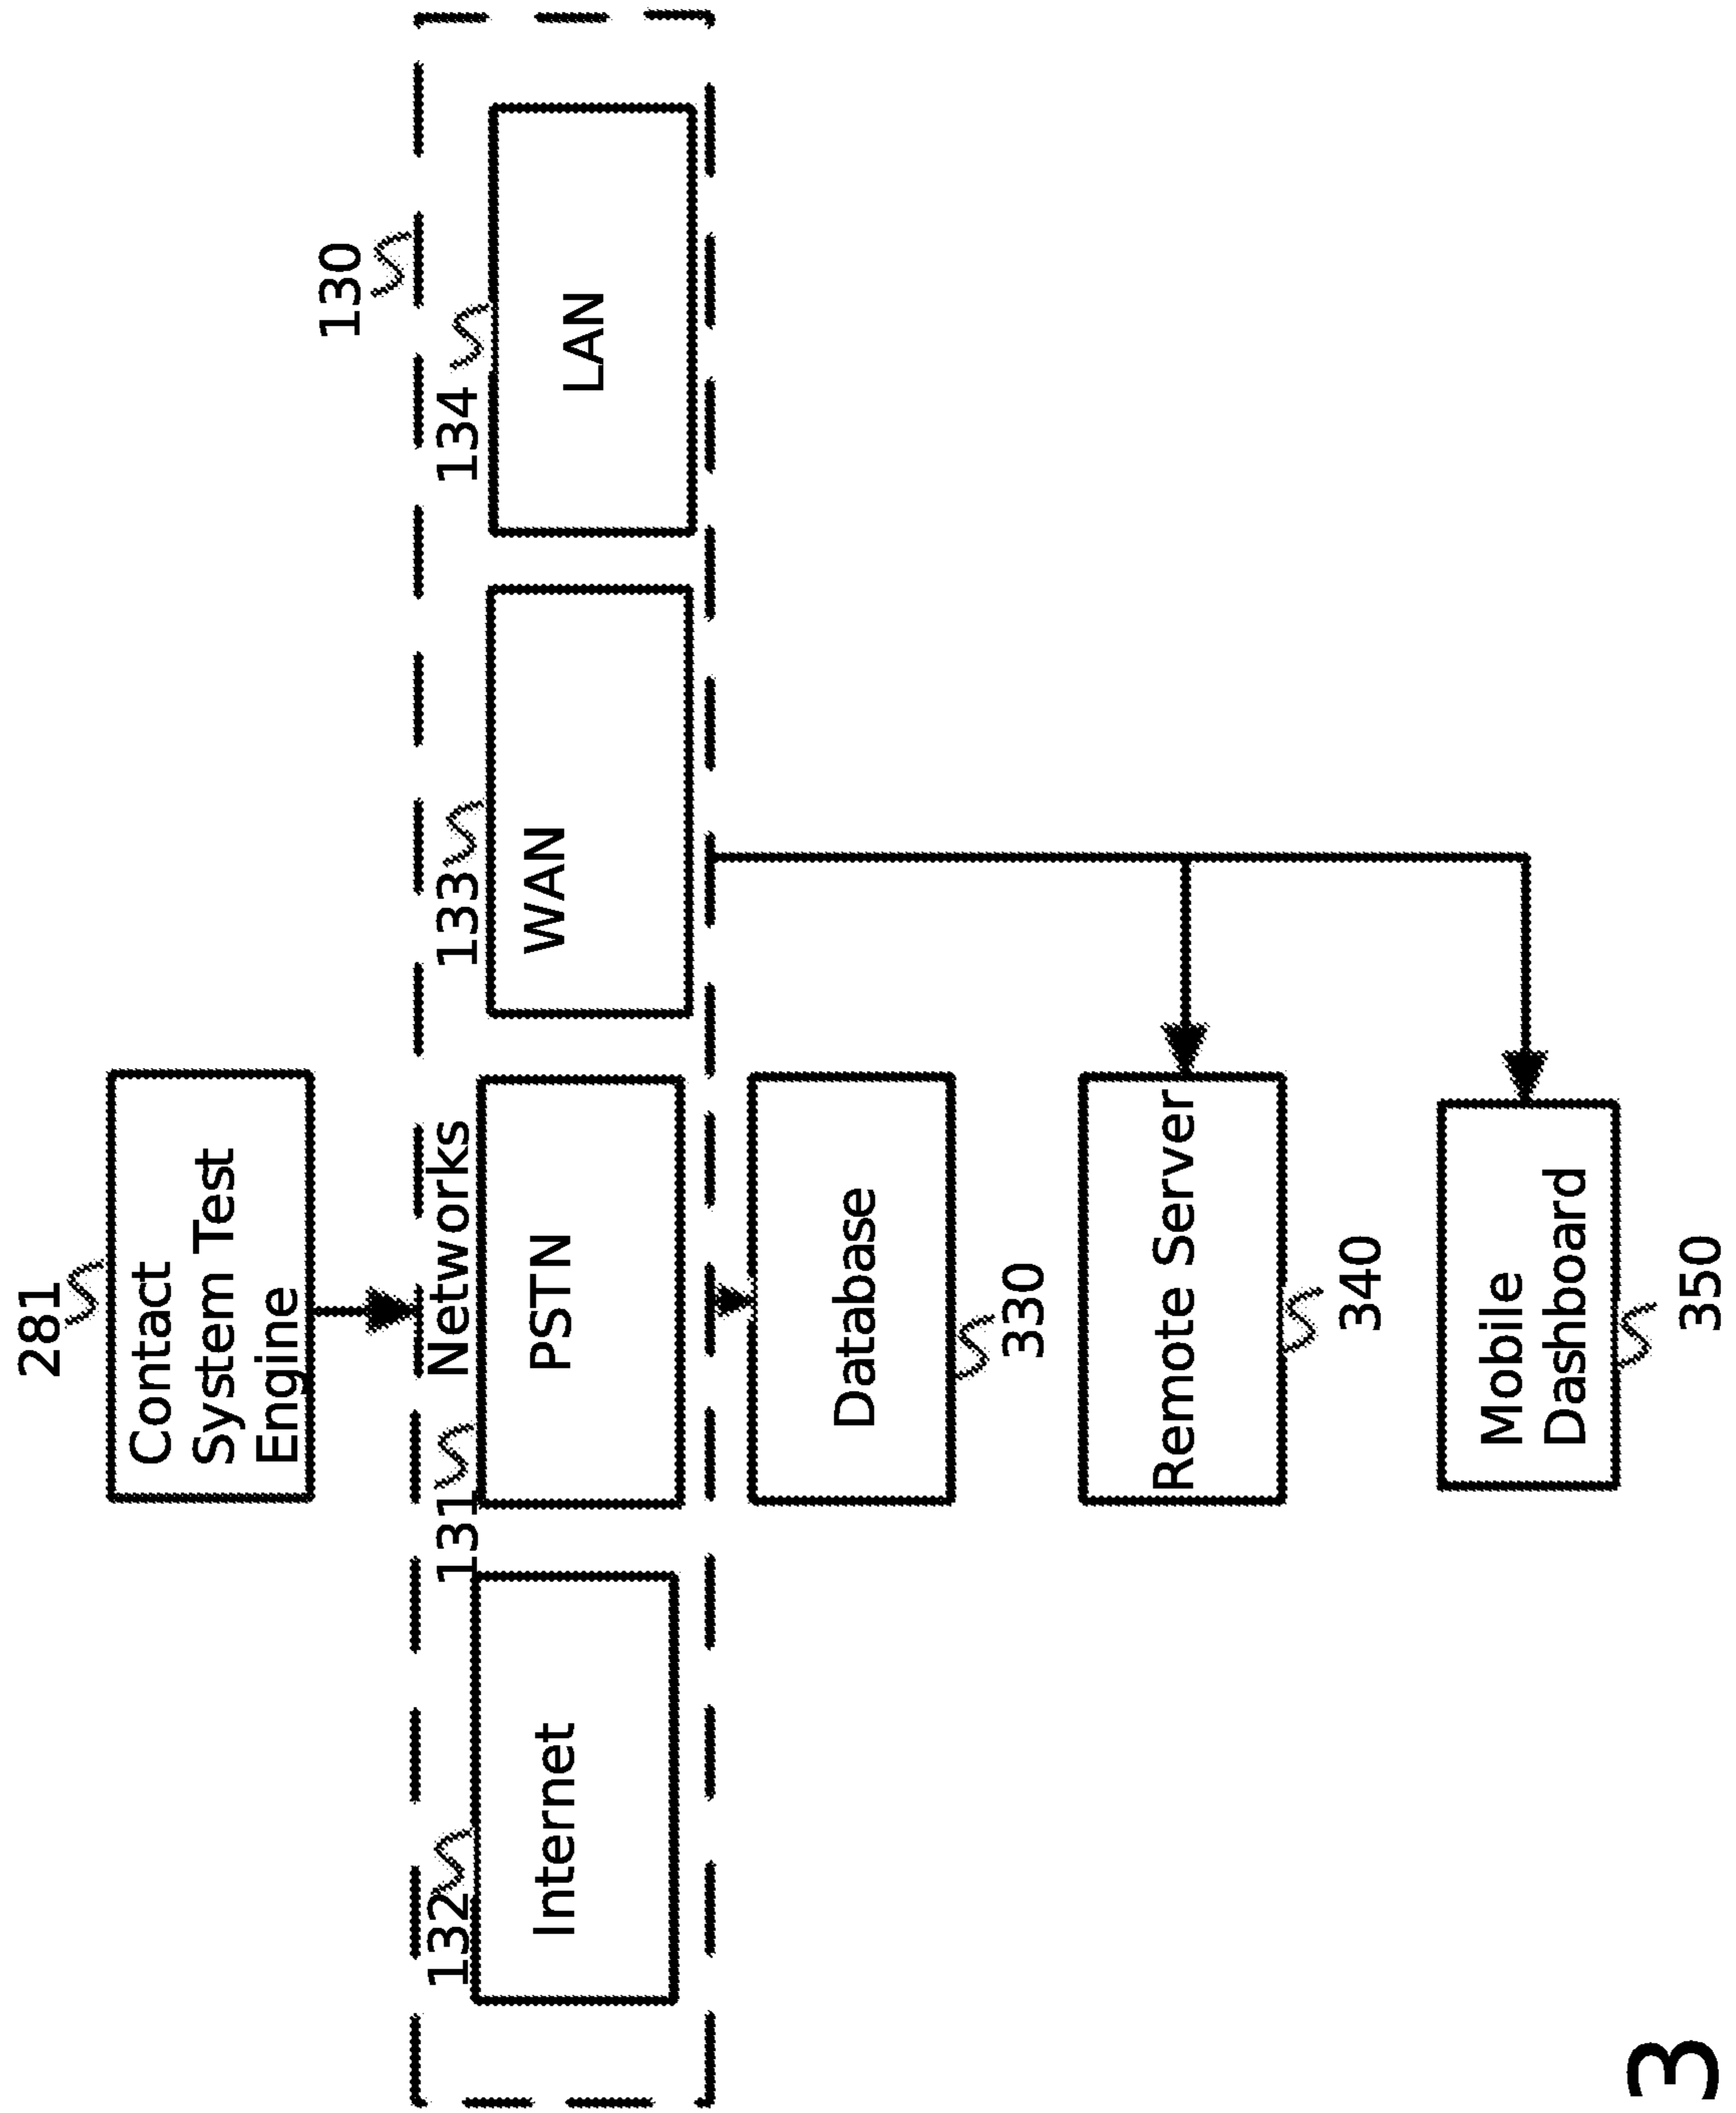 281
Contact
System Test
Engine
130
Networks
132
131
133
134
Internet
PSTN
WAN
LAN
Database
330
Remote Server
340
Mobile
Dashboard
350
3